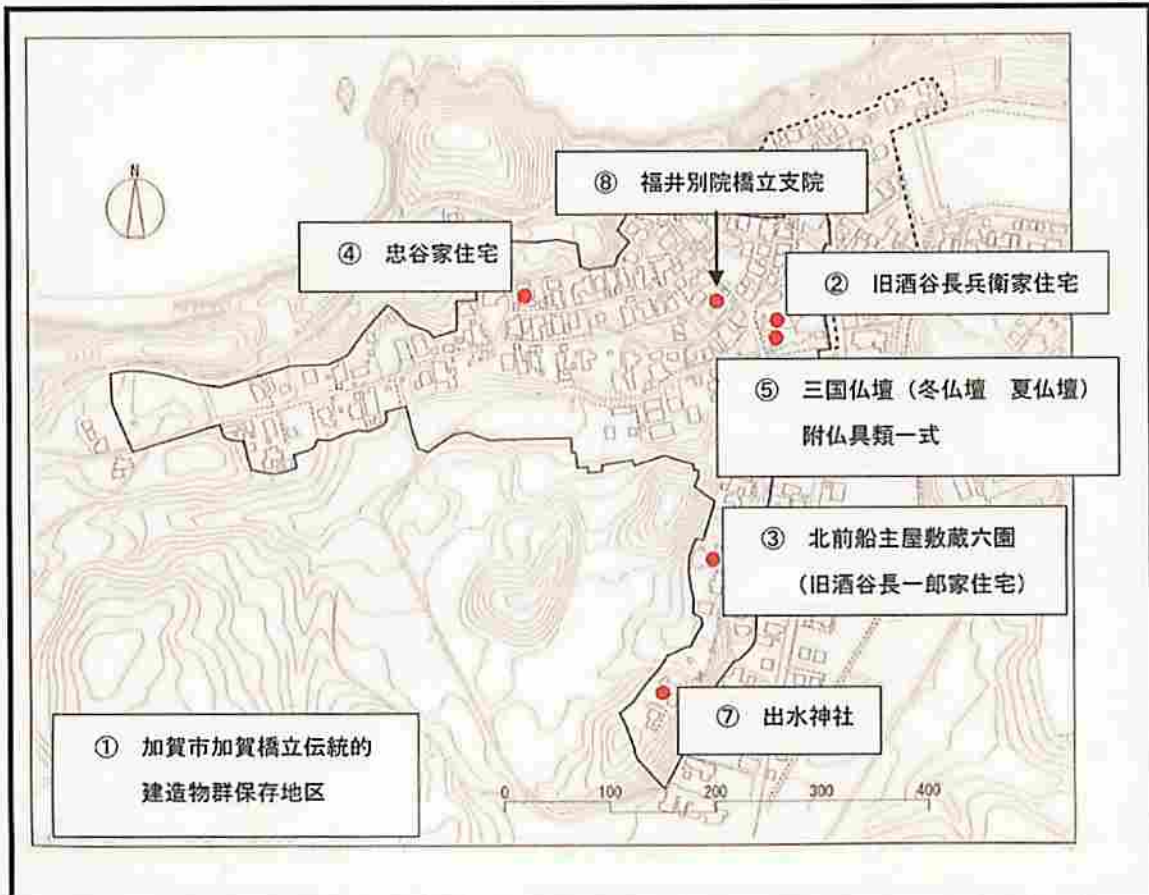 N
⑧ 福井別院橋立支院
④ 忠谷家住宅
② 旧酒谷長兵衛家住宅
⑤ 三国仏壇（冬仏壇 夏仏壇）
附仏具類一式
③ 北前船主屋敷蔵六園
（旧酒谷長一郎家住宅）
⑦ 出水神社
① 加賀市加賀橋立伝統的
建造物群保存地区
0 100 200 300 400